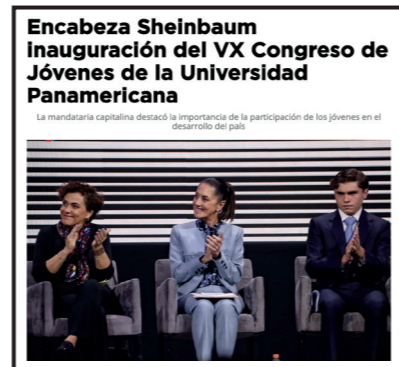 Encabeza Sheinbaum
inauguración del VX Congreso de
Jóvenes de la Universidad
Panamericana
La mandataria capitalina destacó la importancia de la participación de los jóvenes en el
desarrollo del país